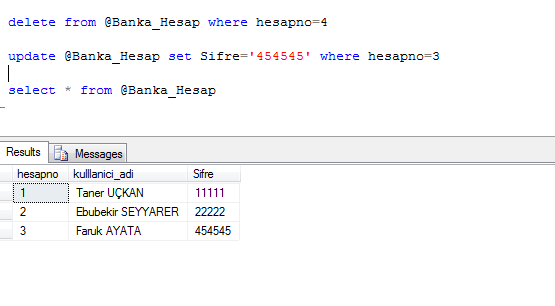 delete from @Banka_Hesap where hesapno=4
update @Banka_Hesap set Sifre='454545' where hesapno=3
select * from @Banka_Hesap
Results Messages
hesapno kulllanici_adi Sifre
1 Taner UÇKAN 11111
2 Ebubekir SEYYARER 22222
3 Faruk AYATA 454545